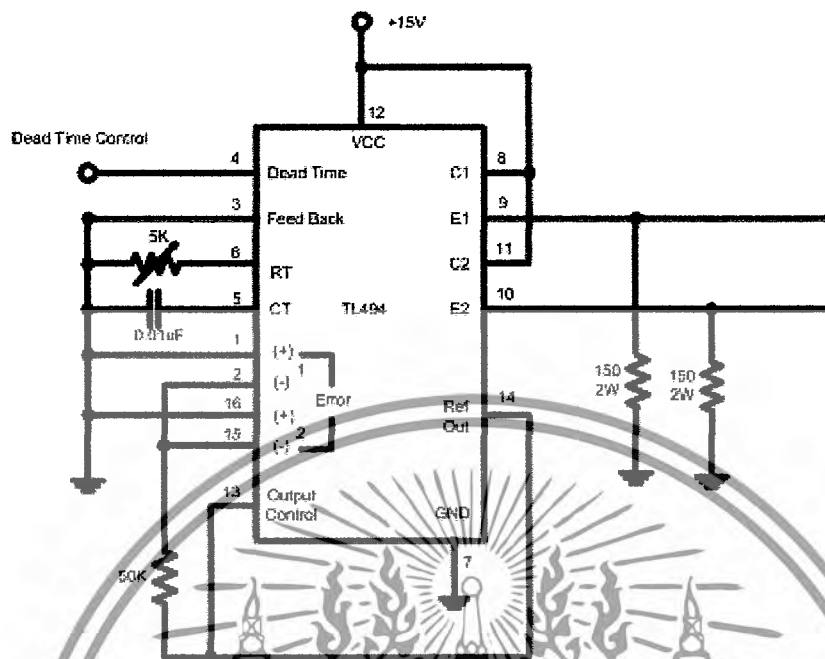 +15V
12
VCC
Dead Time Control
4
Dead Time
C1
8
3
Feed Back
E1
9
5K
6
RT
C2
11
5
CT
TL494
E2
10
0.01uF
1
(+)
1
2
(-)
Error
16
(+)
15
(-)
2
Ref
Out
14
150
2W
150
2W
13
Output
Control
GND
7
50K